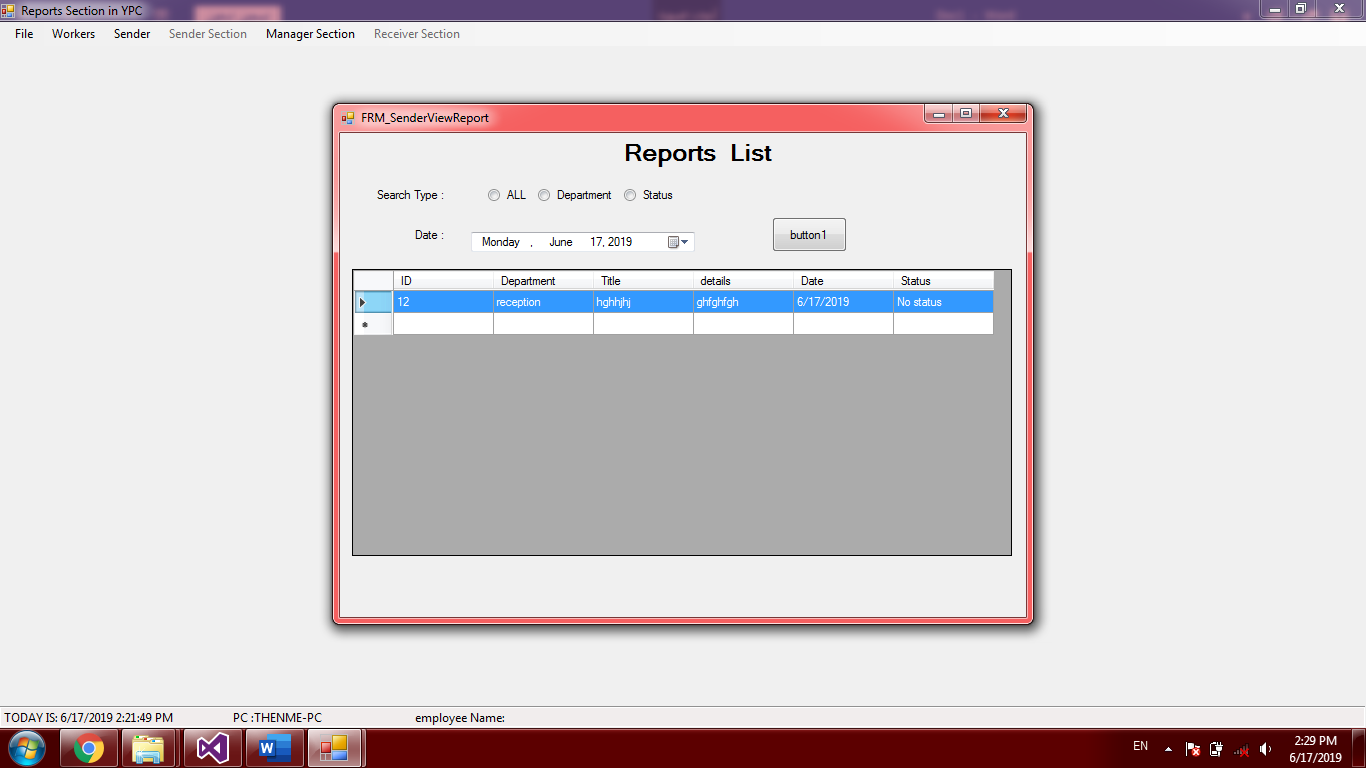 Reports Section in YPC
File Workers Sender Sender Section Manager Section Receiver Section
FRM_SenderViewReport
Reports List
Search Type : ALL Department Status
Date : Monday , June 17, 2019 button1
ID Department Title details Date Status
12 reception hghhjhj ghfghfgh 6/17/2019 No status
TODAY IS: 6/17/2019 2:21:49 PM PC :THENME-PC employee Name:
EN 2:29 PM
6/17/2019